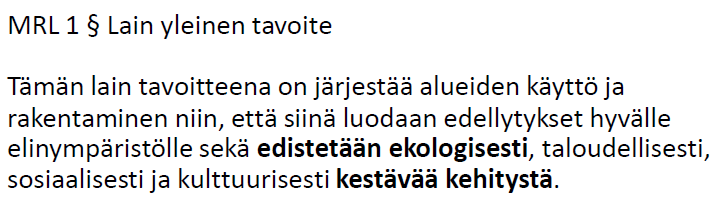 MRL 1 § Lain yleinen tavoite
Tämän lain tavoitteena on järjestää alueiden käyttö ja
rakentaminen niin, että siinä luodaan edellytykset hyvälle
elinympäristölle sekä edistetään ekologisesti, taloudellisesti,
sosiaalisesti ja kulttuurisesti kestävää kehitystä.